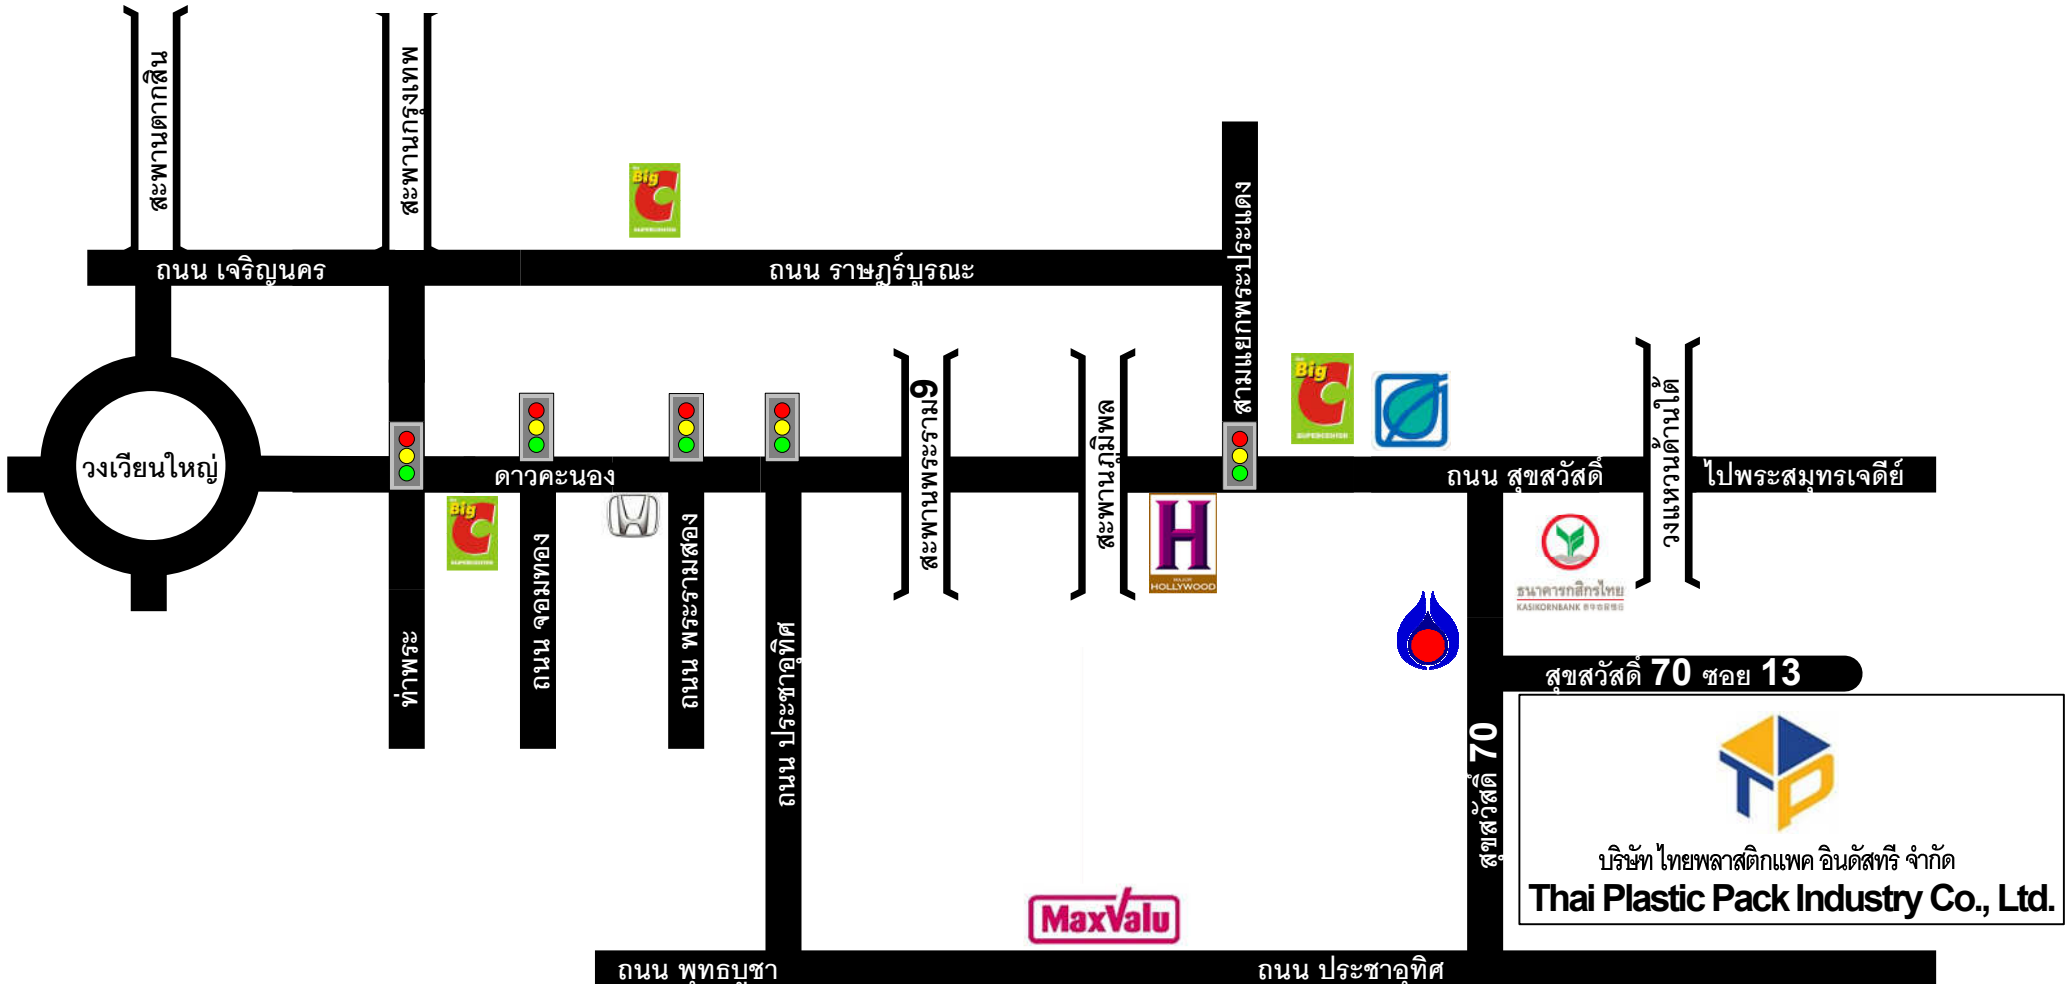 สะพานตากสิน
สะพานกรุงเทพ
Big
C
SUPERCENTER
ถนน เจริญนคร
ถนน ราษฎร์บูรณะ
สามแยกพระประแดง
วงเวียนใหญ่
ดาวคะนอง
สะพานพระราม9
สะพานภูมิพล
Big
C
SUPERCENTER
ถนน สุขสวัสดิ์
วงแหวนด้านใต้
ไปพระสมุทรเจดีย์
Big
C
SUPERCENTER
H
MAJOR
HOLLYWOOD
ธนาคารกสิกรไทย
KASIKORNBANK
ท่าพระ
ถนน จอมทอง
ถนน พระรามสอง
ถนน ประชาอุทิศ
สุขสวัสดิ์ 70 ซอย 13
สุขสวัสดิ์ 70
TP
บริษัท ไทยพลาสติกแพค อินดัสทรี จำกัด
Thai Plastic Pack Industry Co., Ltd.
MaxValu
ถนน พุทธบูชา
ถนน ประชาอุทิศ